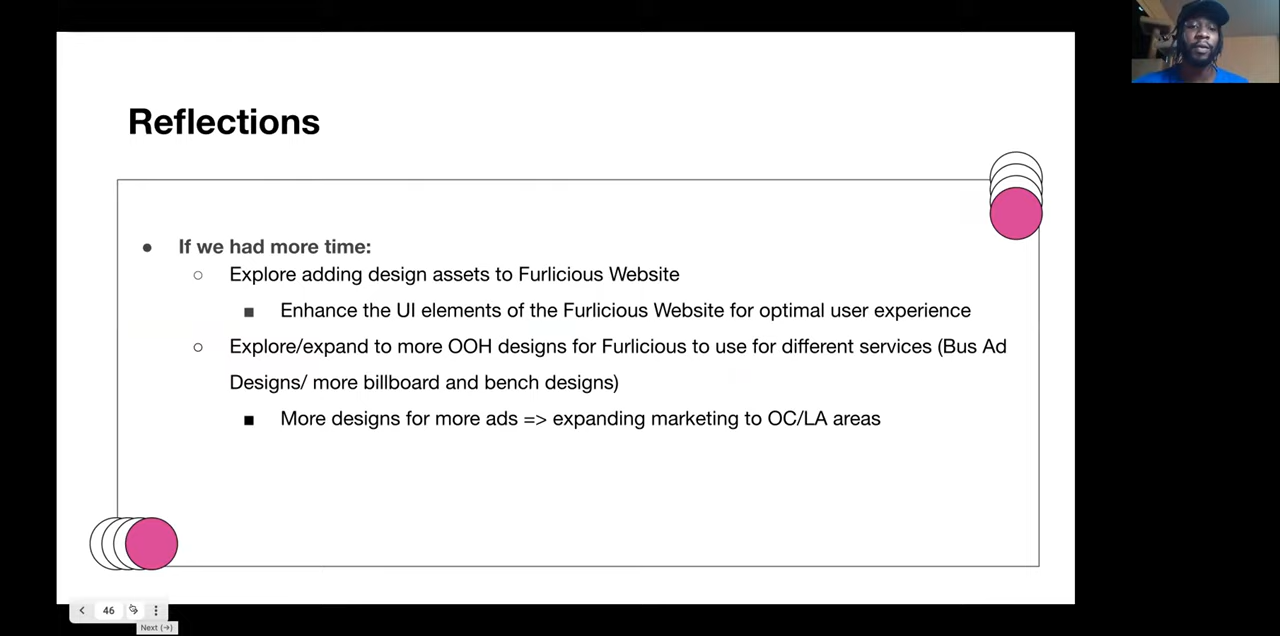 Reflections
● If we had more time:
○ Explore adding design assets to Furlicious Website
■ Enhance the UI elements of the Furlicious Website for optimal user experience
○ Explore/expand to more OOH designs for Furlicious to use for different services (Bus Ad
Designs/ more billboard and bench designs)
■ More designs for more ads => expanding marketing to OC/LA areas
46
Next (→)